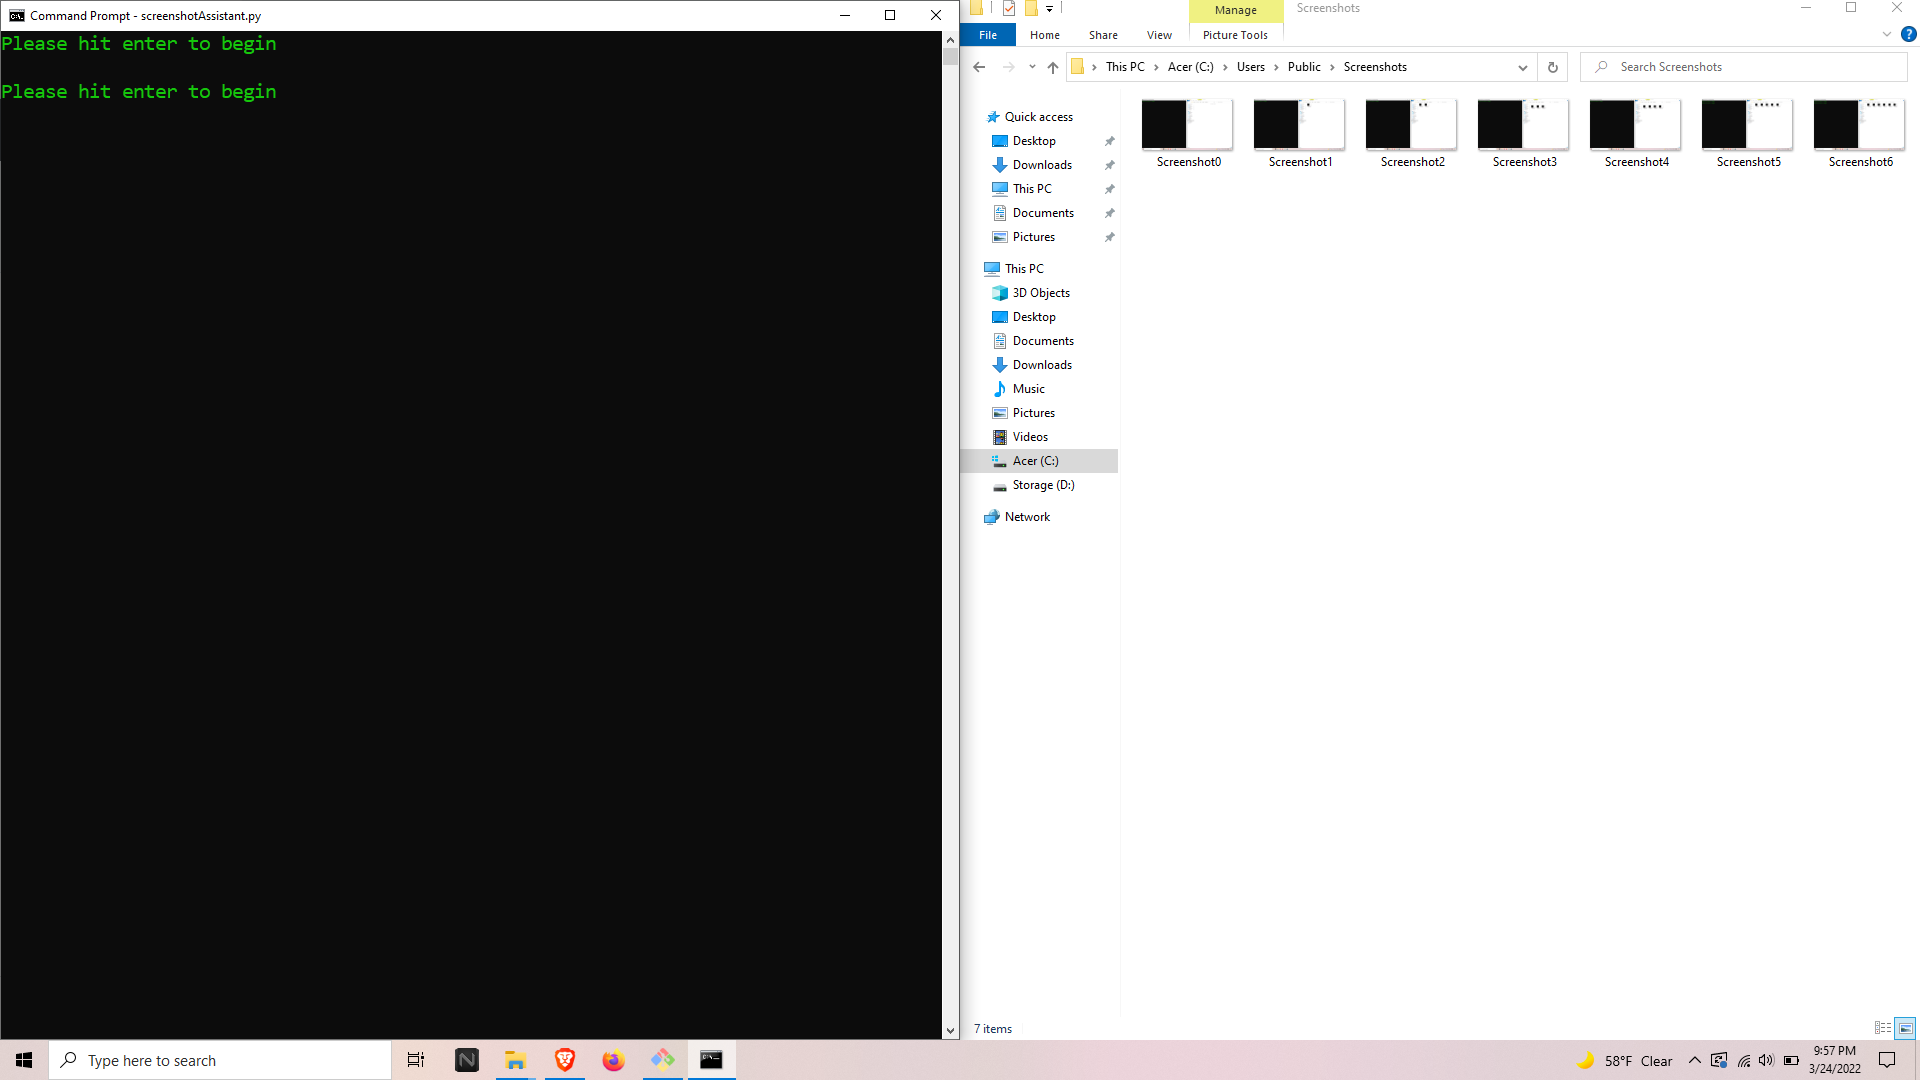 Command Prompt - screenshotAssistant.py
Please hit enter to begin
Please hit enter to begin
Manage
Screenshots
File
Home
Share
View
Picture Tools
This PC
Acer (C:)
Users
Public
Screenshots
Search Screenshots
Quick access
Desktop
Downloads
This PC
Documents
Pictures
This PC
3D Objects
Desktop
Documents
Downloads
Music
Pictures
Videos
Acer (C:)
Storage (D:)
Network
Screenshot0
Screenshot1
Screenshot2
Screenshot3
Screenshot4
Screenshot5
Screenshot6
7 items
Type here to search
58°F Clear
9:57 PM
3/24/2022